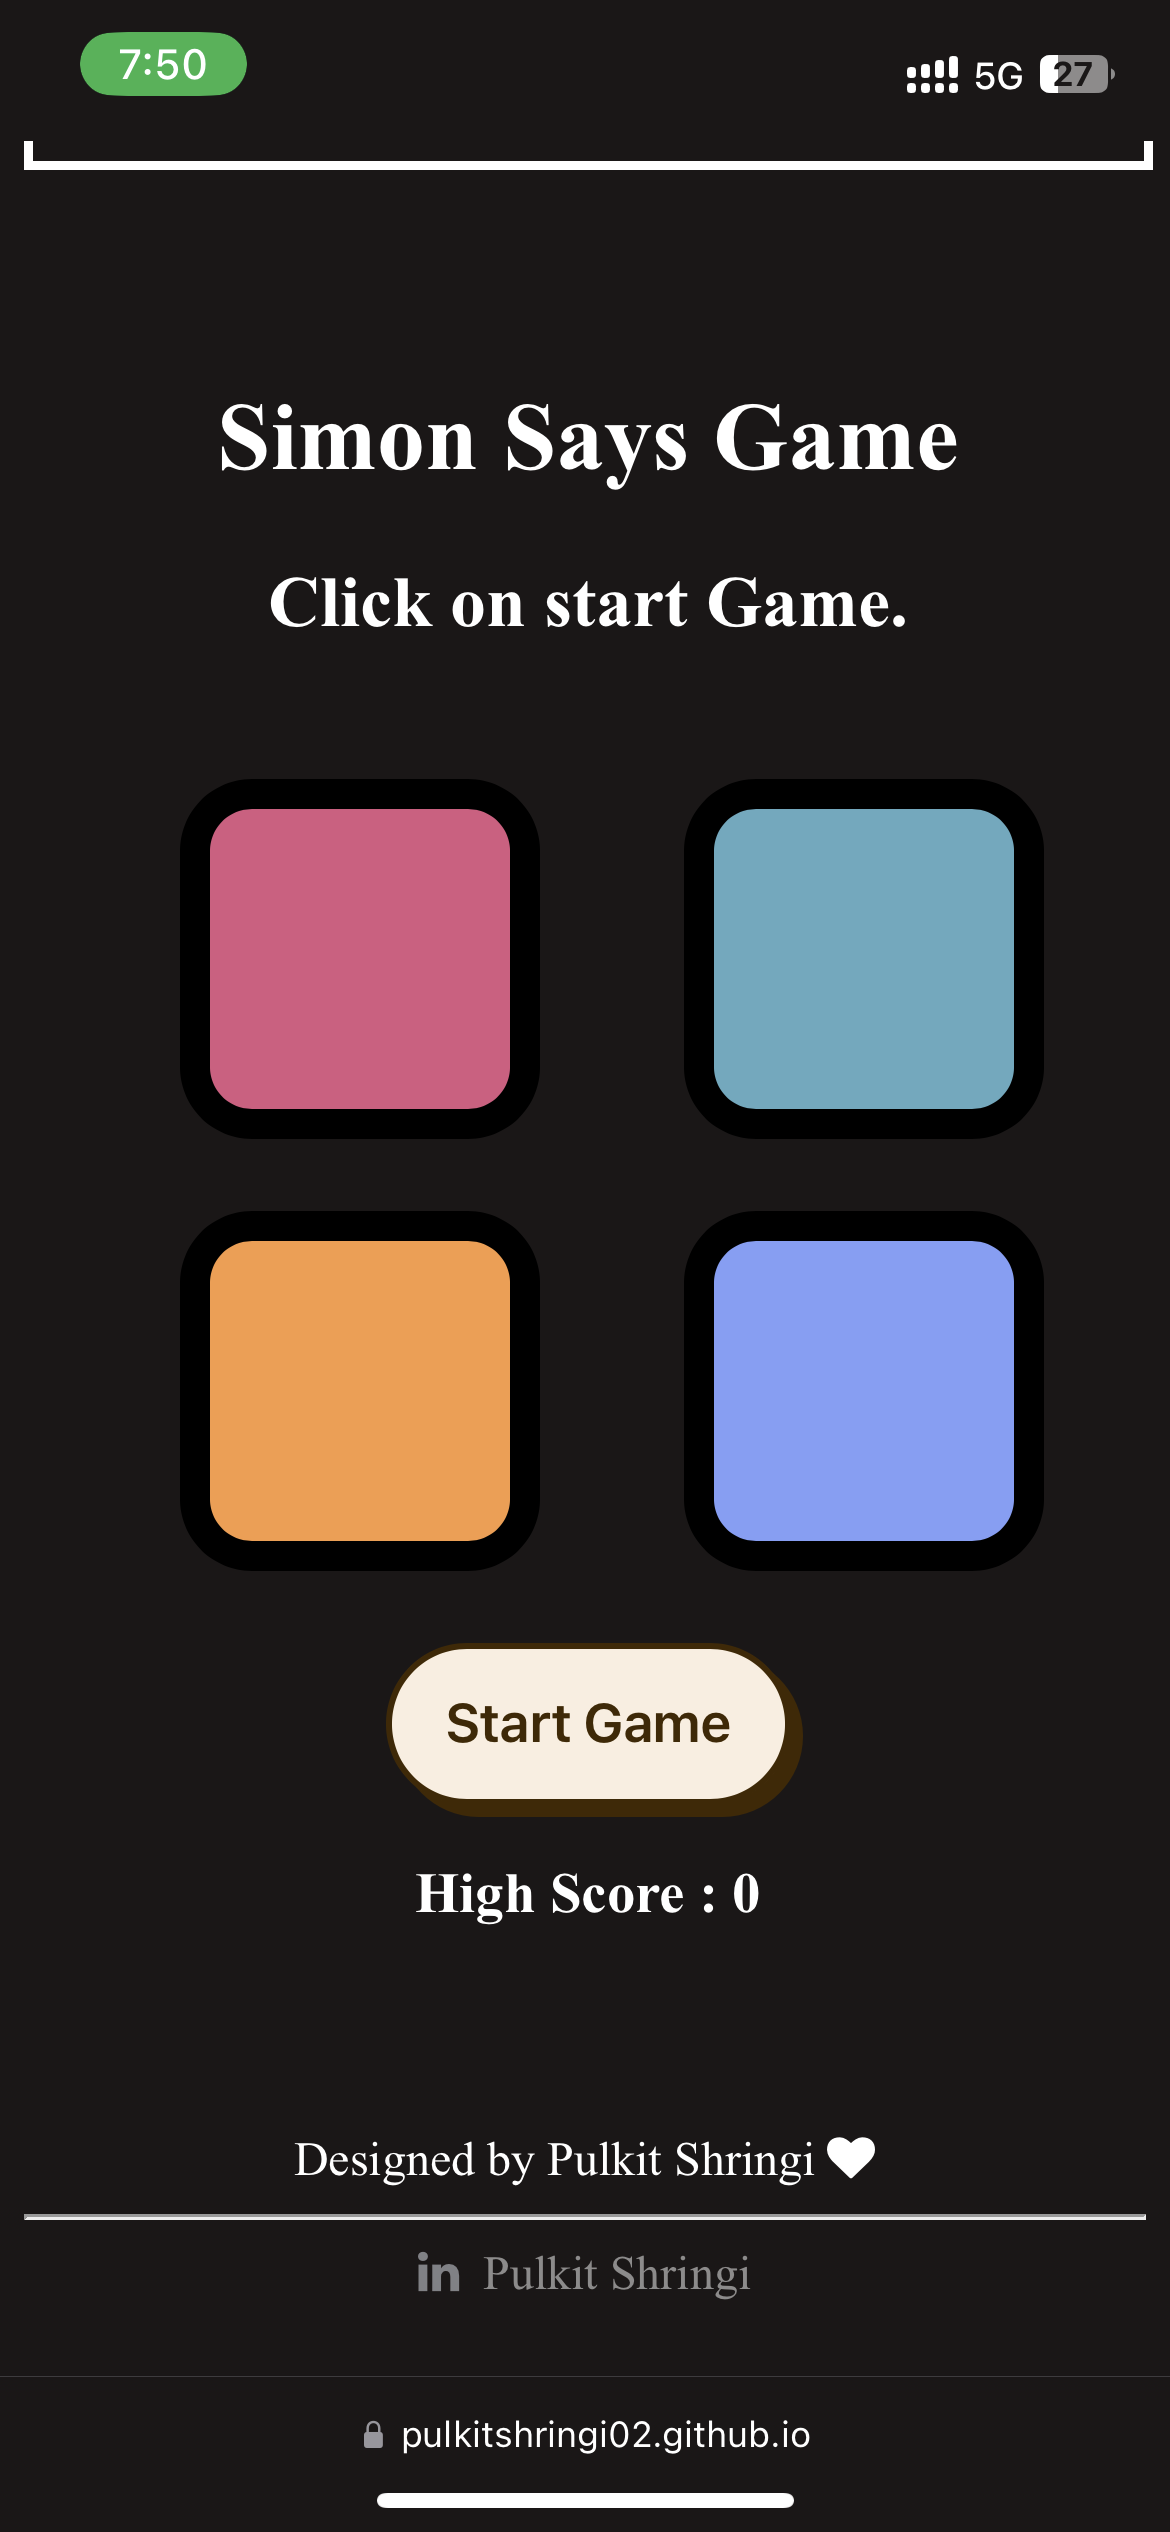 7:50
5G 27
Simon Says Game
Click on start Game.
Start Game
High Score : 0
Designed by Pulkit Shringi
in Pulkit Shringi
pulkitshringi02.github.io